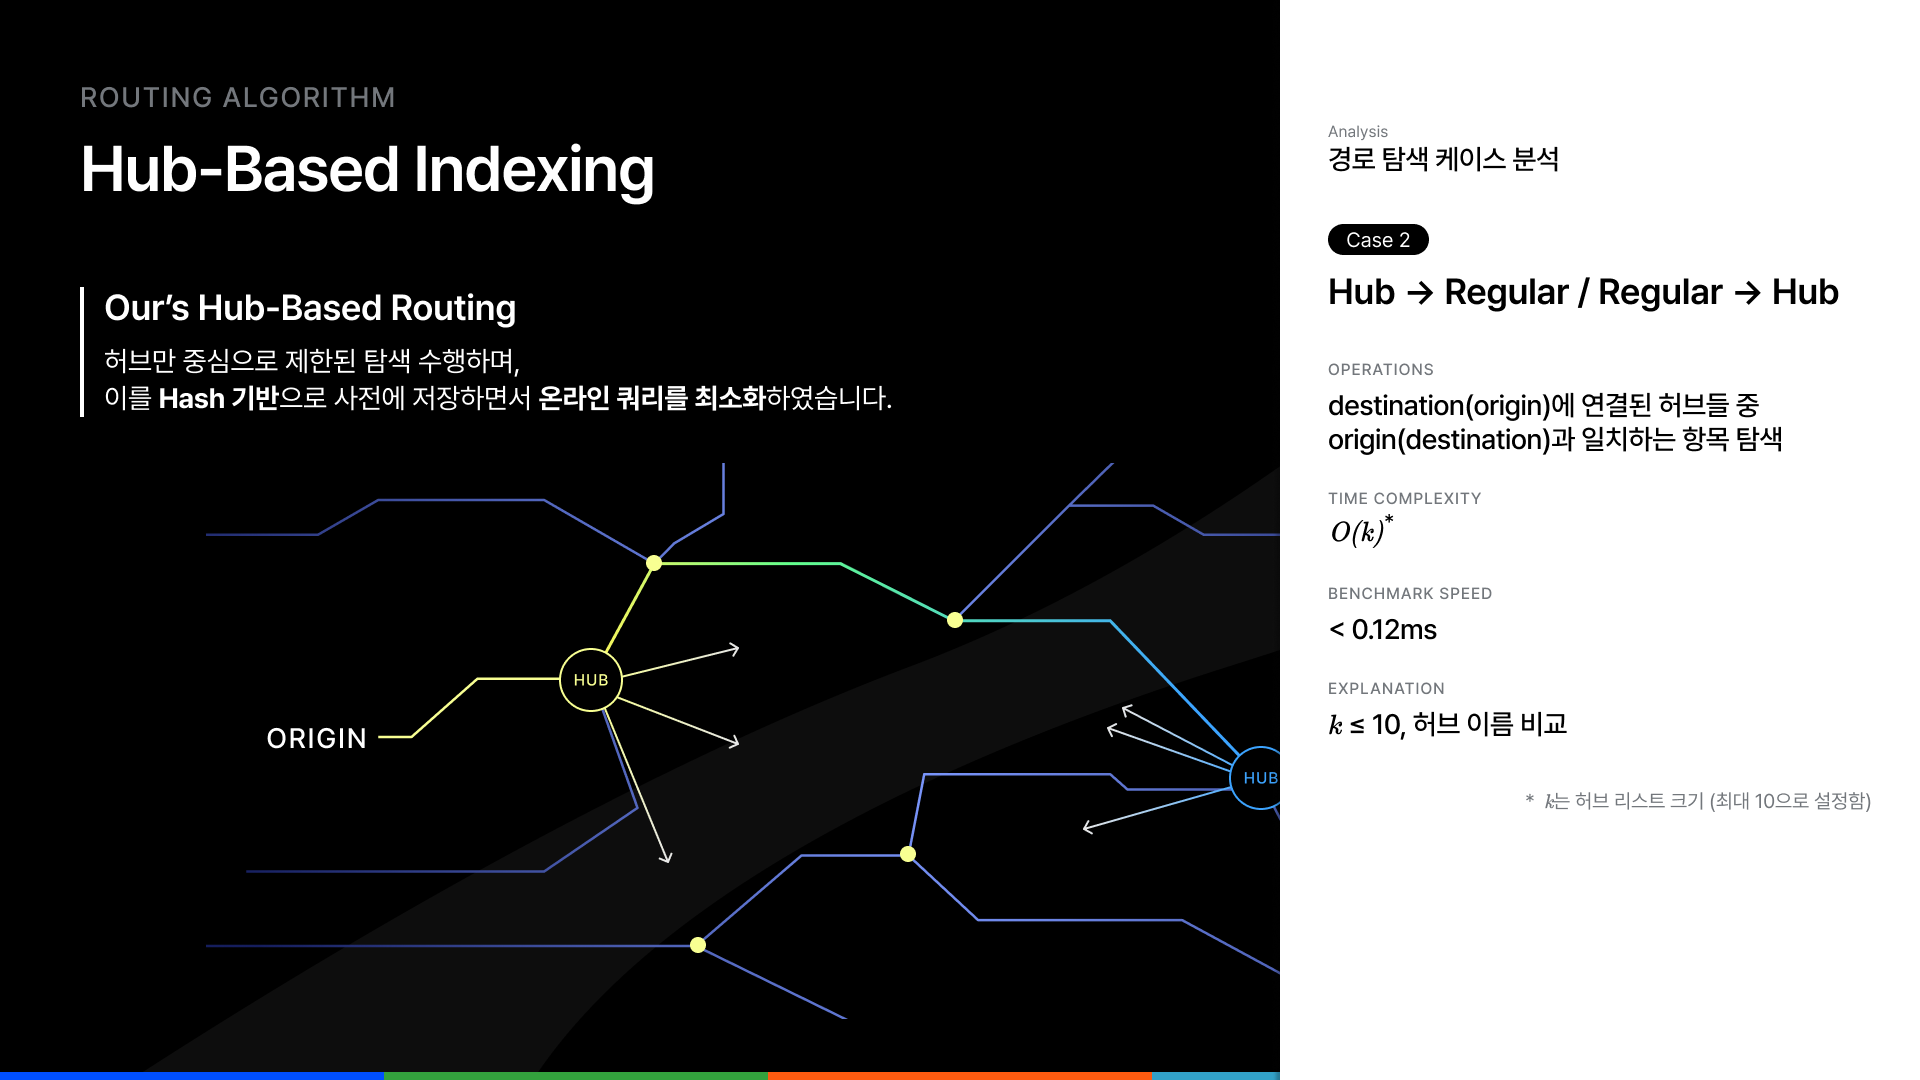 ROUTING ALGORITHM
Hub-Based Indexing
Our’s Hub-Based Routing
허브만 중심으로 제한된 탐색 수행하며,
이를 Hash 기반으로 사전에 저장하면서 온라인 쿼리를 최소화하였습니다.
HUB
ORIGIN
HUB
Analysis
경로 탐색 케이스 분석
Case 2
Hub → Regular / Regular → Hub
OPERATIONS
destination(origin)에 연결된 허브들 중
origin(destination)과 일치하는 항목 탐색
TIME COMPLEXITY
O(k)*
BENCHMARK SPEED
< 0.12ms
EXPLANATION
k ≤ 10, 허브 이름 비교
* k는 허브 리스트 크기 (최대 10으로 설정함)